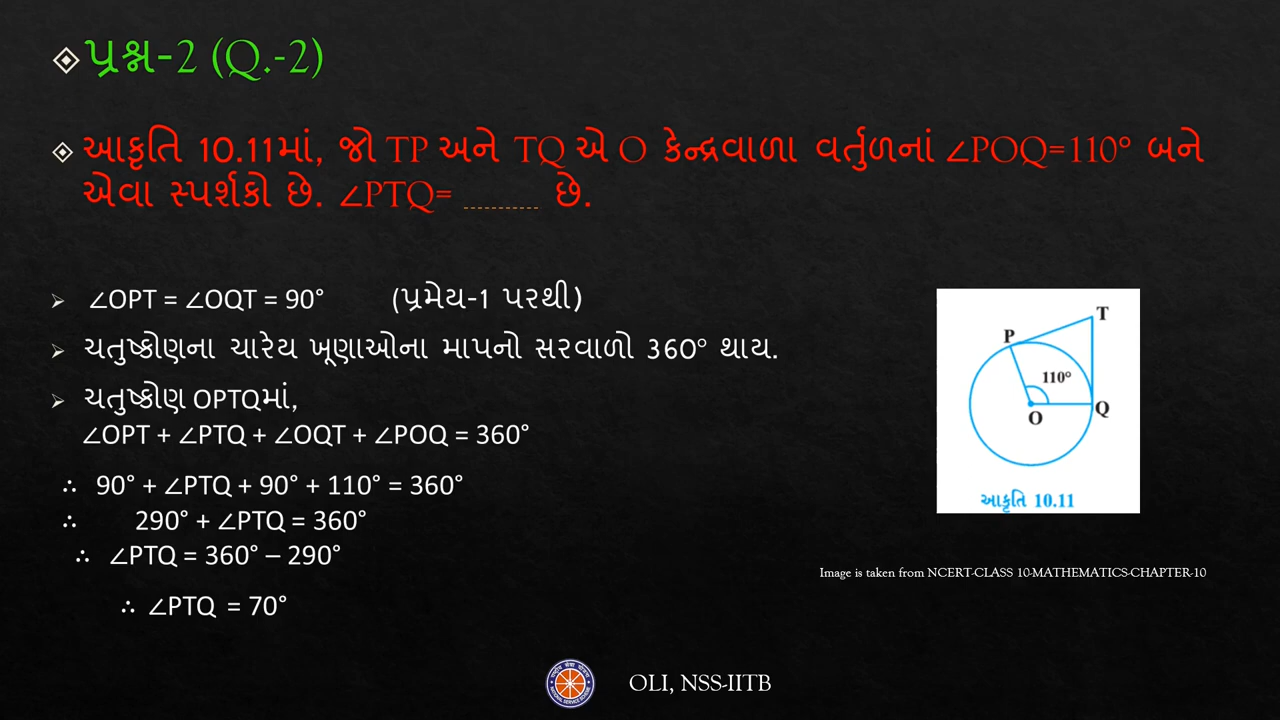 પ્રશ્ન-2 (Q.-2)
આકૃતિ 10.11માં, જો TP અને TQ એ O કેન્દ્રવાળા વર્તુળનાં ∠POQ=110° બને
એવા સ્પર્શકો છે. ∠PTQ= ----------- છે.
∠OPT = ∠OQT = 90° (પ્રમેય-1 પરથી)
ચતુષ્કોણના ચારેય ખૂણાઓના માપનો સરવાળો 360° થાય.
ચતુષ્કોણ OPTQમાં,
∠OPT + ∠PTQ + ∠OQT + ∠POQ = 360°
∴ 90° + ∠PTQ + 90° + 110° = 360°
∴ 290° + ∠PTQ = 360°
∴ ∠PTQ = 360° – 290°
∴ ∠PTQ = 70°
T
P
110°
O
Q
આકૃતિ 10.11
Image is taken from NCERT-CLASS 10-MATHEMATICS-CHAPTER-10
OLI, NSS-IITB